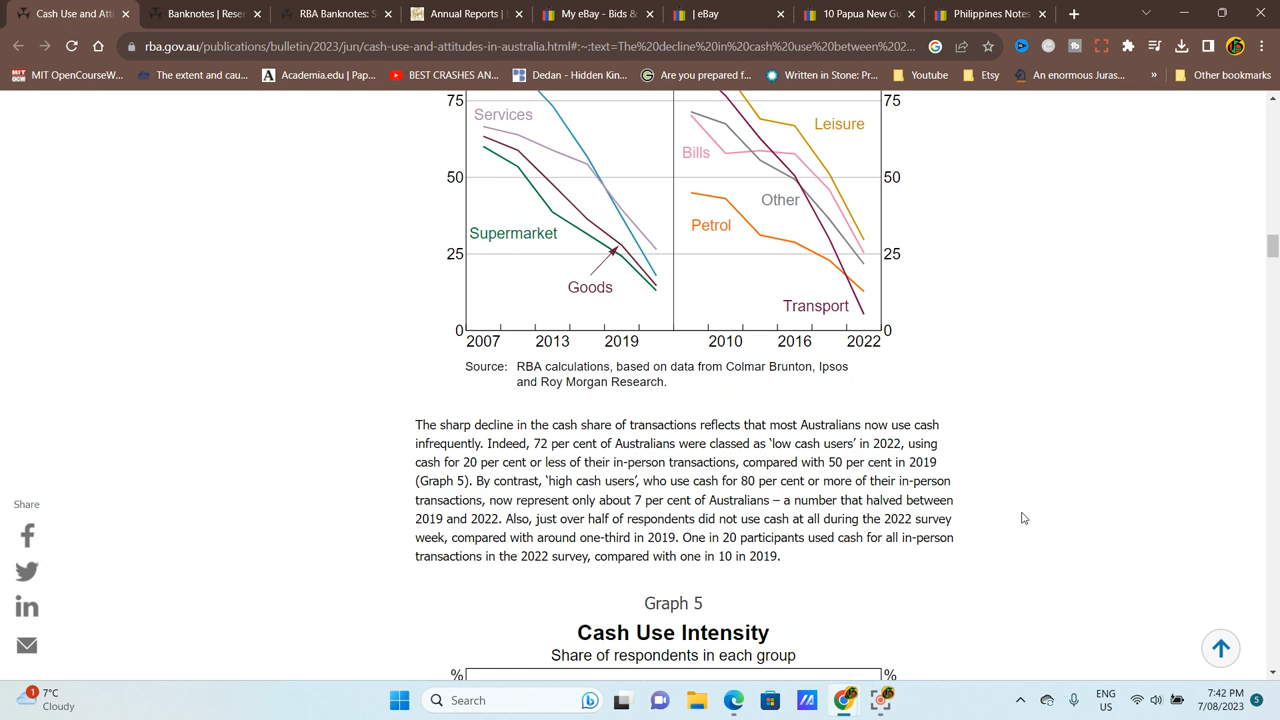 Cash Use and Atti
Banknotes | Rese
RBA Banknotes: S
Annual Reports |
My eBay - Bids &
| eBay
10 Papua New Gu
Philippines Notes
rba.gov.au/publications/bulletin/2023/jun/cash-use-and-attitudes-in-australia.html#:~:text=The%20decline%20in%20cash%20use%20between%20...
MIT OpenCourseW...
The extent and cau...
Academia.edu | Pap...
BEST CRASHES AN...
Dedan - Hidden Kin...
Are you prepared f...
Written in Stone: Pr...
Youtube
Etsy
An enormous Juras...
»
Other bookmarks
75
Services
Leisure
75
Bills
50
50
Other
Supermarket
Petrol
25
25
Goods
Transport
0
0
2007
2013
2019
2010
2016
2022
Source: RBA calculations, based on data from Colmar Brunton, Ipsos
and Roy Morgan Research.
The sharp decline in the cash share of transactions reflects that most Australians now use cash
infrequently. Indeed, 72 per cent of Australians were classed as ‘low cash users’ in 2022, using
cash for 20 per cent or less of their in-person transactions, compared with 50 per cent in 2019
(Graph 5). By contrast, ‘high cash users’, who use cash for 80 per cent or more of their in-person
transactions, now represent only about 7 per cent of Australians – a number that halved between
2019 and 2022. Also, just over half of respondents did not use cash at all during the 2022 survey
week, compared with around one-third in 2019. One in 20 participants used cash for all in-person
transactions in the 2022 survey, compared with one in 10 in 2019.
Share
Graph 5
Cash Use Intensity
Share of respondents in each group
%
%
1
7°C
Cloudy
Search
ENG
US
7:42 PM
7/08/2023
5